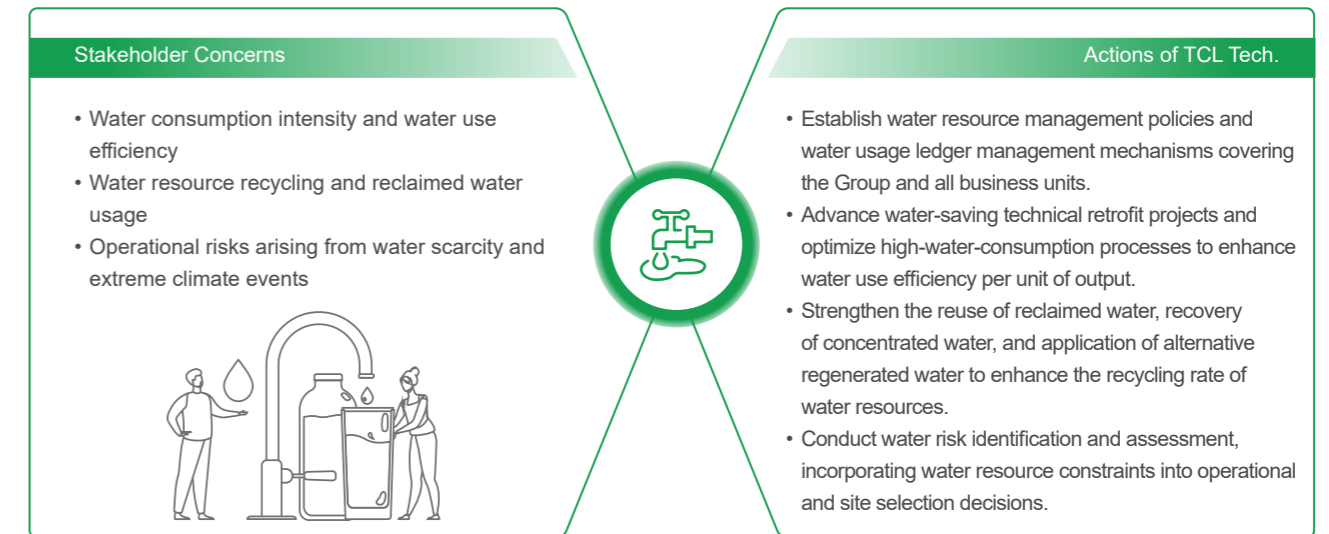 Stakeholder Concerns
• Water consumption intensity and water use
efficiency
• Water resource recycling and reclaimed water
usage
• Operational risks arising from water scarcity and
extreme climate events
Actions of TCL Tech.
• Establish water resource management policies and
water usage ledger management mechanisms covering
the Group and all business units.
• Advance water-saving technical retrofit projects and
optimize high-water-consumption processes to enhance
water use efficiency per unit of output.
• Strengthen the reuse of reclaimed water, recovery
of concentrated water, and application of alternative
regenerated water to enhance the recycling rate of
water resources.
• Conduct water risk identification and assessment,
incorporating water resource constraints into operational
and site selection decisions.